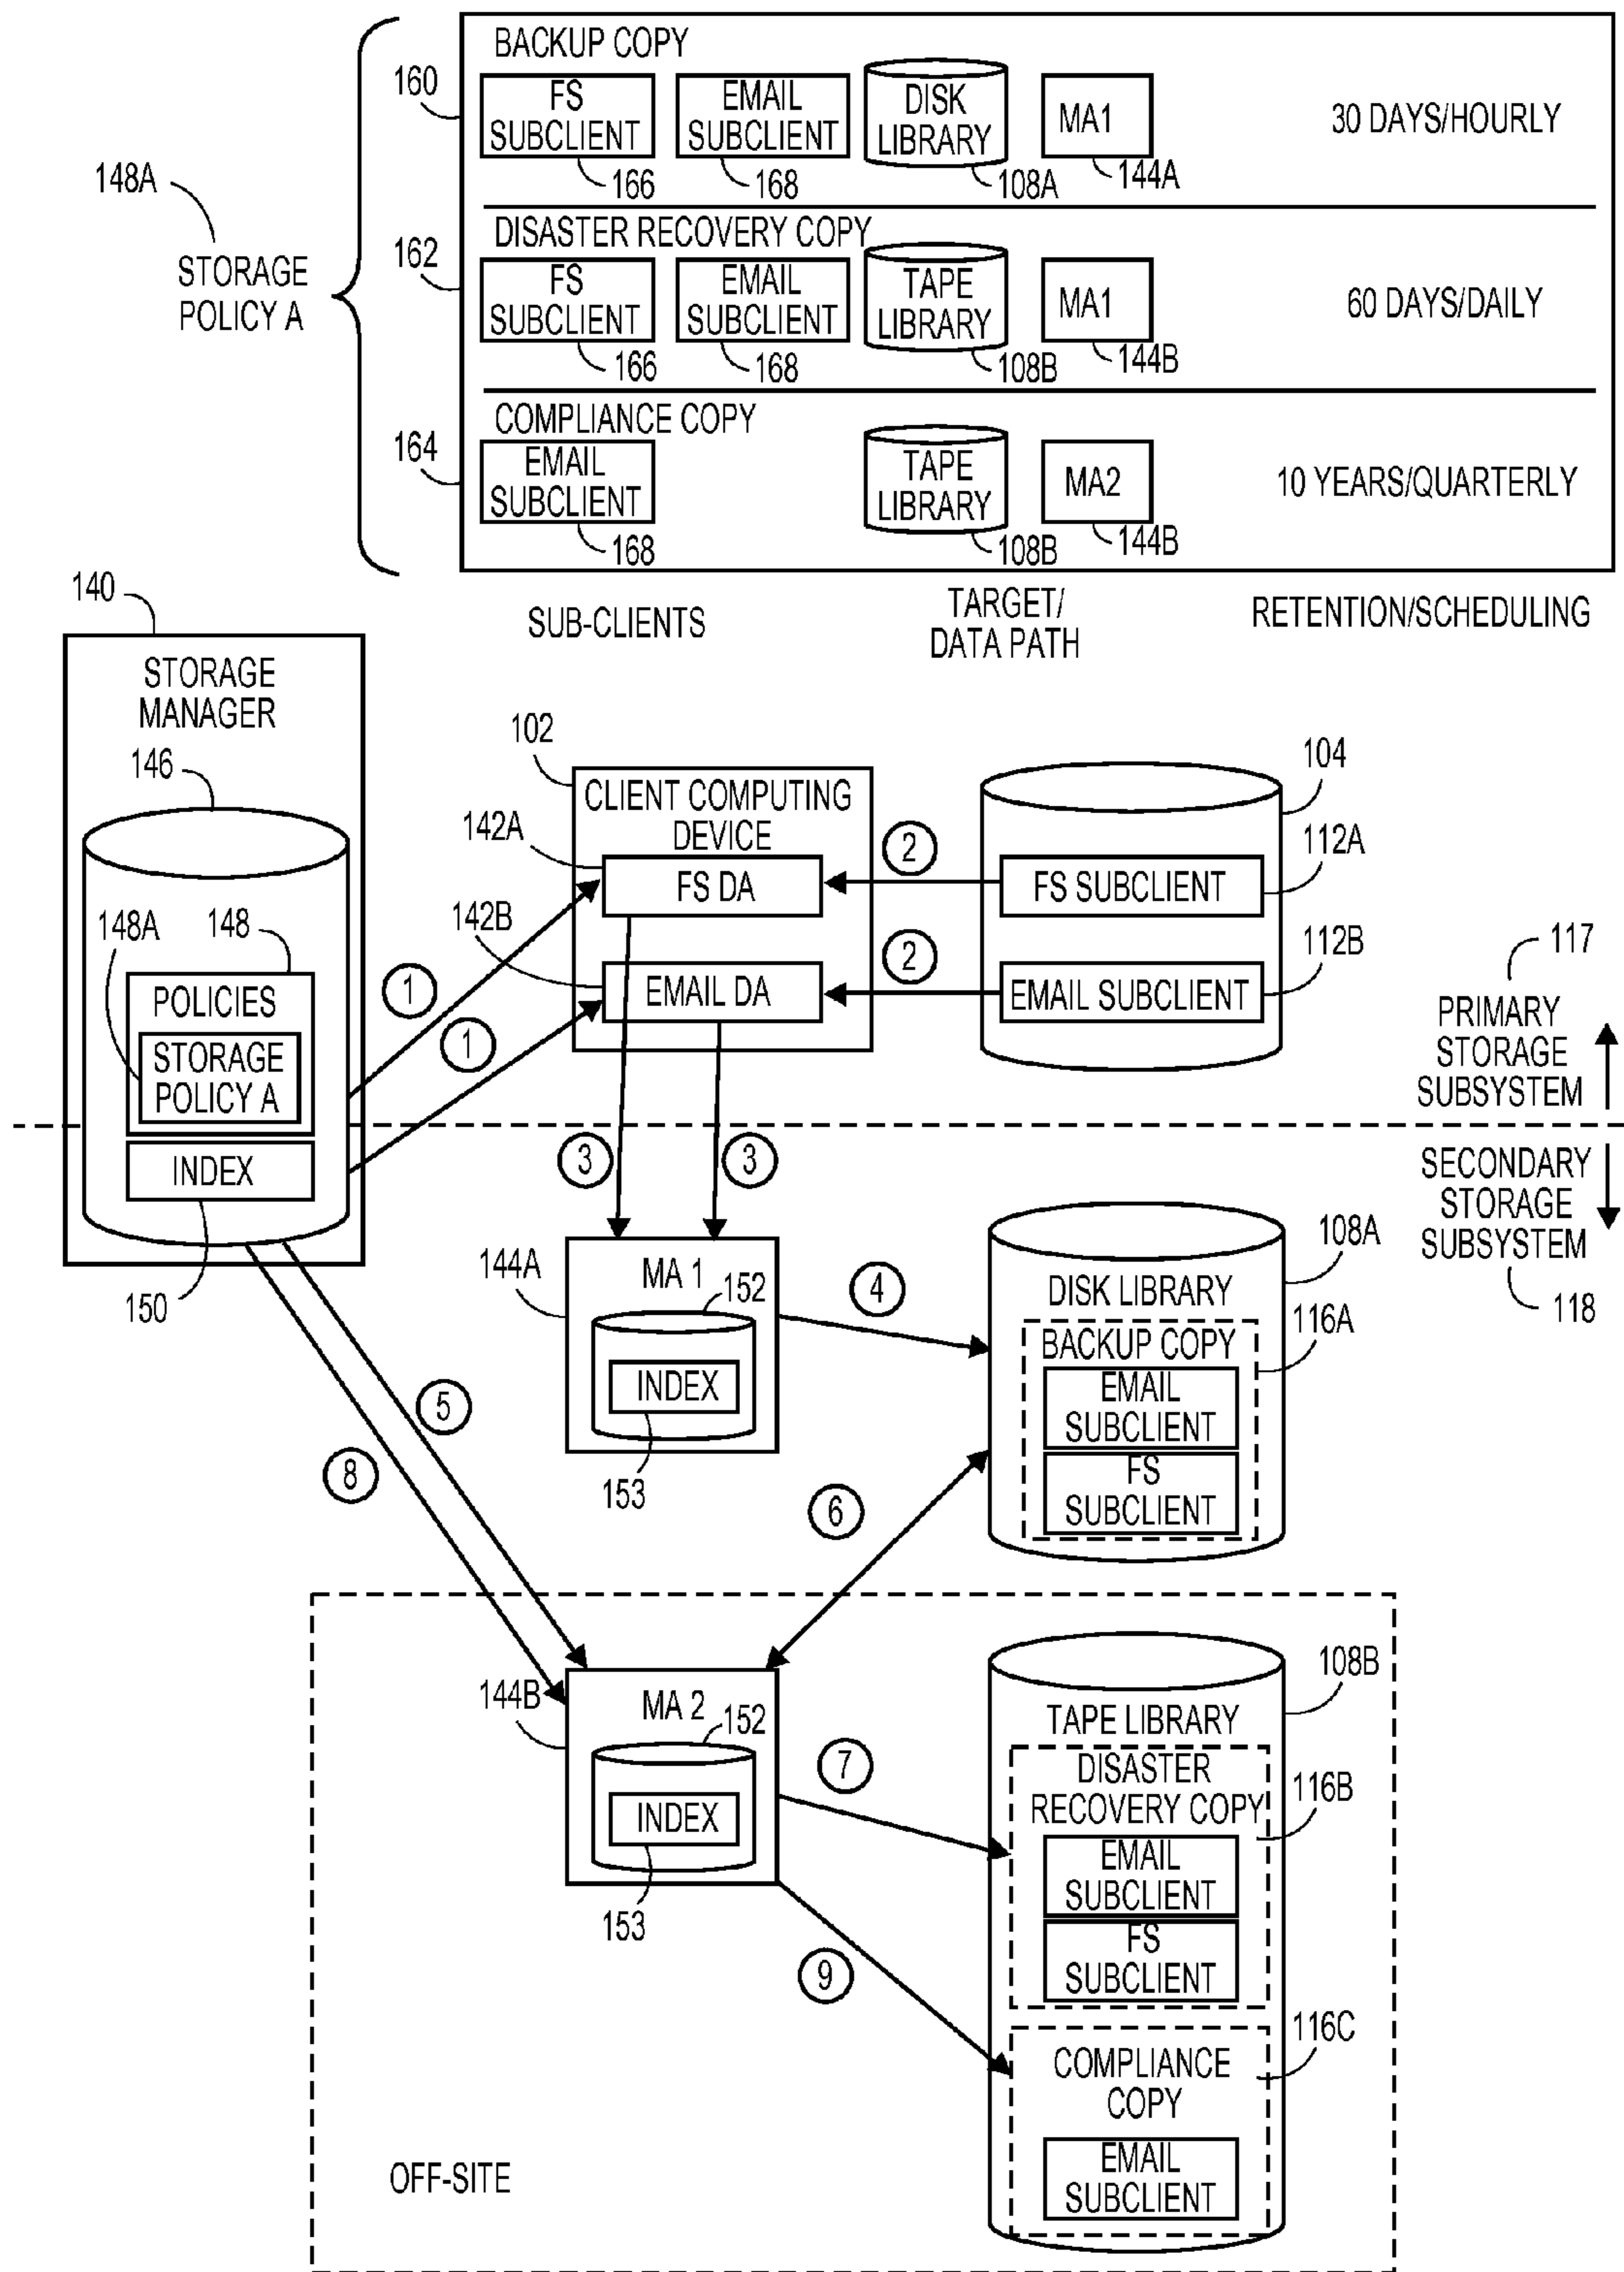 BACKUP COPY
160
FS
SUBCLIENT
166
EMAIL
SUBCLIENT
168
DISK
LIBRARY
108A
MA1
144A
30 DAYS/HOURLY
148A
STORAGE
POLICY A
DISASTER RECOVERY COPY
162
FS
SUBCLIENT
166
EMAIL
SUBCLIENT
168
TAPE
LIBRARY
108B
MA1
144B
60 DAYS/DAILY
COMPLIANCE COPY
164
EMAIL
SUBCLIENT
168
TAPE
LIBRARY
108B
MA2
144B
10 YEARS/QUARTERLY
SUB-CLIENTS
TARGET/
DATA PATH
RETENTION/SCHEDULING
140
STORAGE
MANAGER
146
148A
148
POLICIES
STORAGE
POLICY A
INDEX
150
1
1
102
CLIENT COMPUTING
DEVICE
142A
FS DA
142B
EMAIL DA
2
2
104
FS SUBCLIENT
112A
EMAIL SUBCLIENT
112B
117
PRIMARY
STORAGE
SUBSYSTEM
SECONDARY
STORAGE
SUBSYSTEM
118
3
3
144A
MA 1
152
INDEX
153
4
108A
DISK LIBRARY
BACKUP COPY
116A
EMAIL
SUBCLIENT
FS
SUBCLIENT
5
8
6
144B
MA 2
152
INDEX
153
7
9
108B
TAPE LIBRARY
DISASTER
RECOVERY COPY
116B
EMAIL
SUBCLIENT
FS
SUBCLIENT
116C
COMPLIANCE
COPY
EMAIL
SUBCLIENT
OFF-SITE